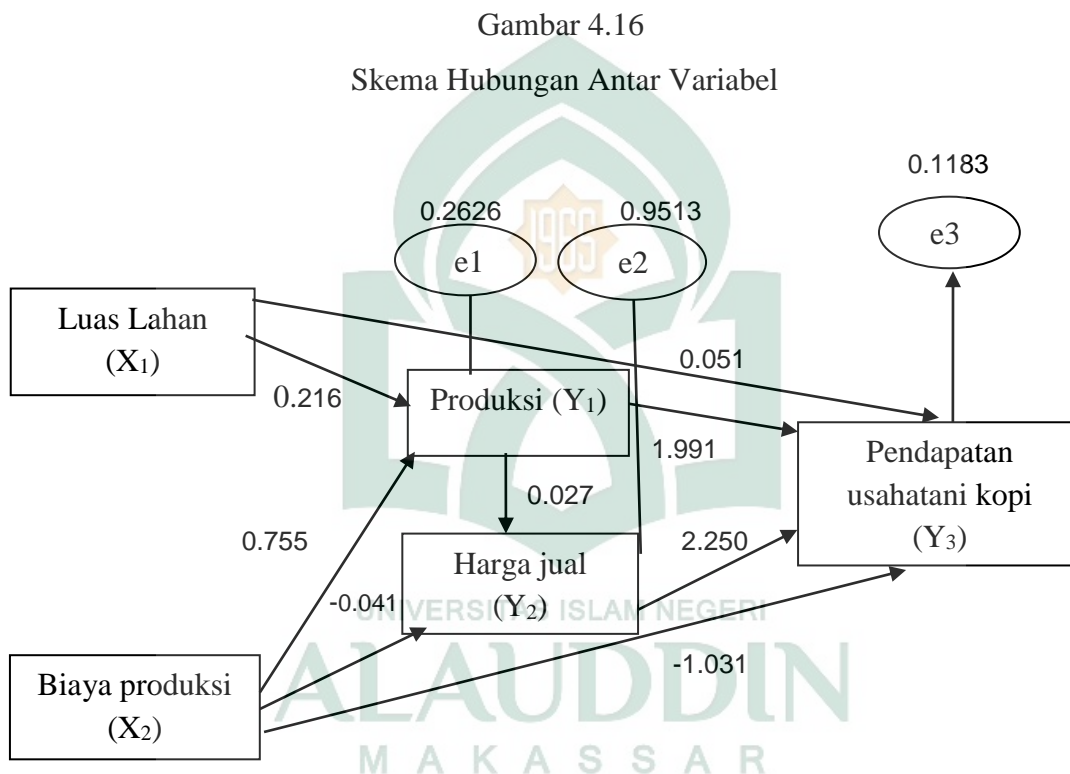 Gambar 4.16
Skema Hubungan Antar Variabel
0.1183
0.2626
0.9513
e1
e2
e3
1965
Luas Lahan
(X₁)
0.051
0.216
Produksi (Y₁)
1.991
Pendapatan
usahatani kopi
(Y₃)
0.027
0.755
2.250
Harga jual
(Y₂)
-0.041
UNIVERSITAS ISLAM NEGERI
-1.031
Biaya produksi
(X₂)
ALAUDDIN
MAKASSAR